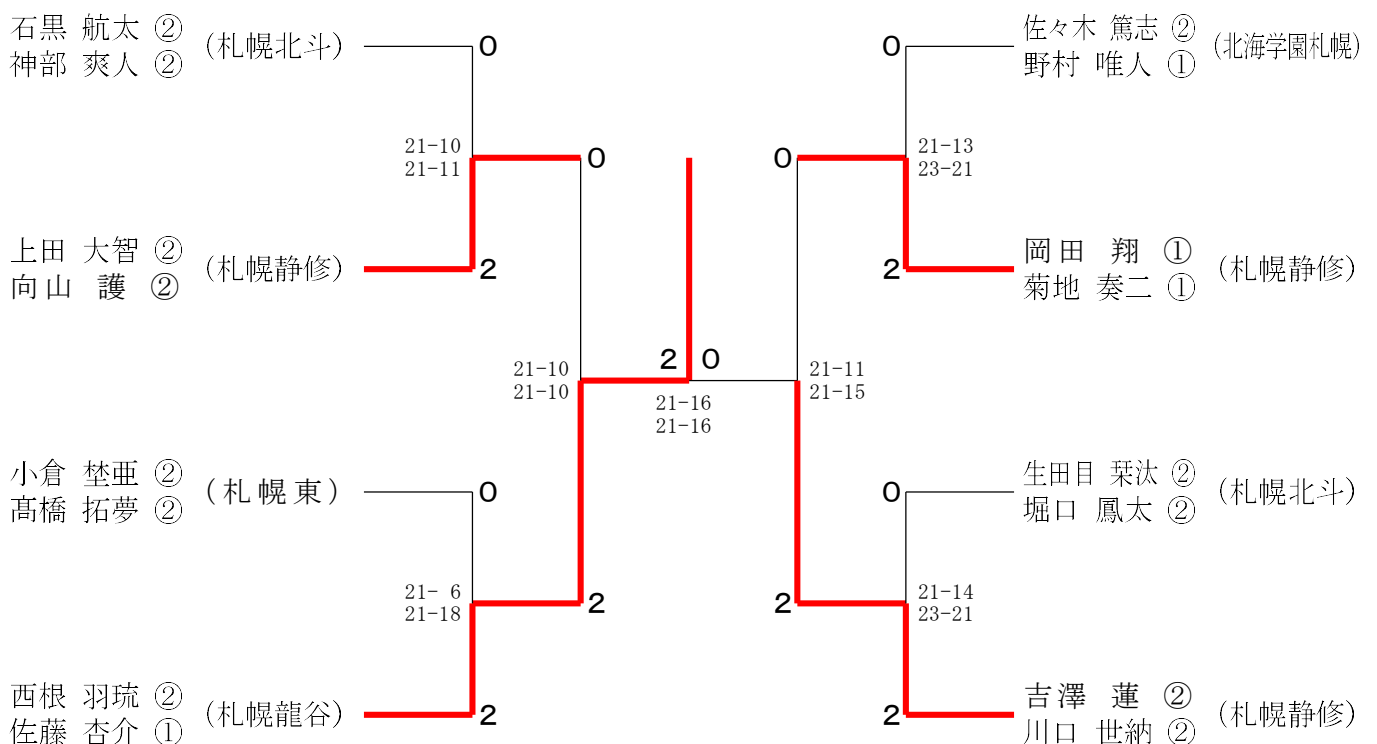 石黒 航太 ②
神部 爽人 ②
(札幌北斗)
0
21-10
21-11
0
上田 大智 ②
向山 護 ②
(札幌静修)
2
21-10
21-10
小倉 埜亜 ②
髙橋 拓夢 ②
(札幌東)
0
21- 6
21-18
2
西根 羽琉 ②
佐藤 杏介 ①
(札幌龍谷)
2
2 0
21-16
21-16
0
佐々木 篤志 ②
野村 唯人 ①
(北海学園札幌)
0
21-13
23-21
2
岡田 翔 ①
菊地 奏二 ①
(札幌静修)
21-11
21-15
0
生田目 栞汰 ②
堀口 鳳太 ②
(札幌北斗)
2
21-14
23-21
2
吉澤 蓮 ②
川口 世納 ②
(札幌静修)